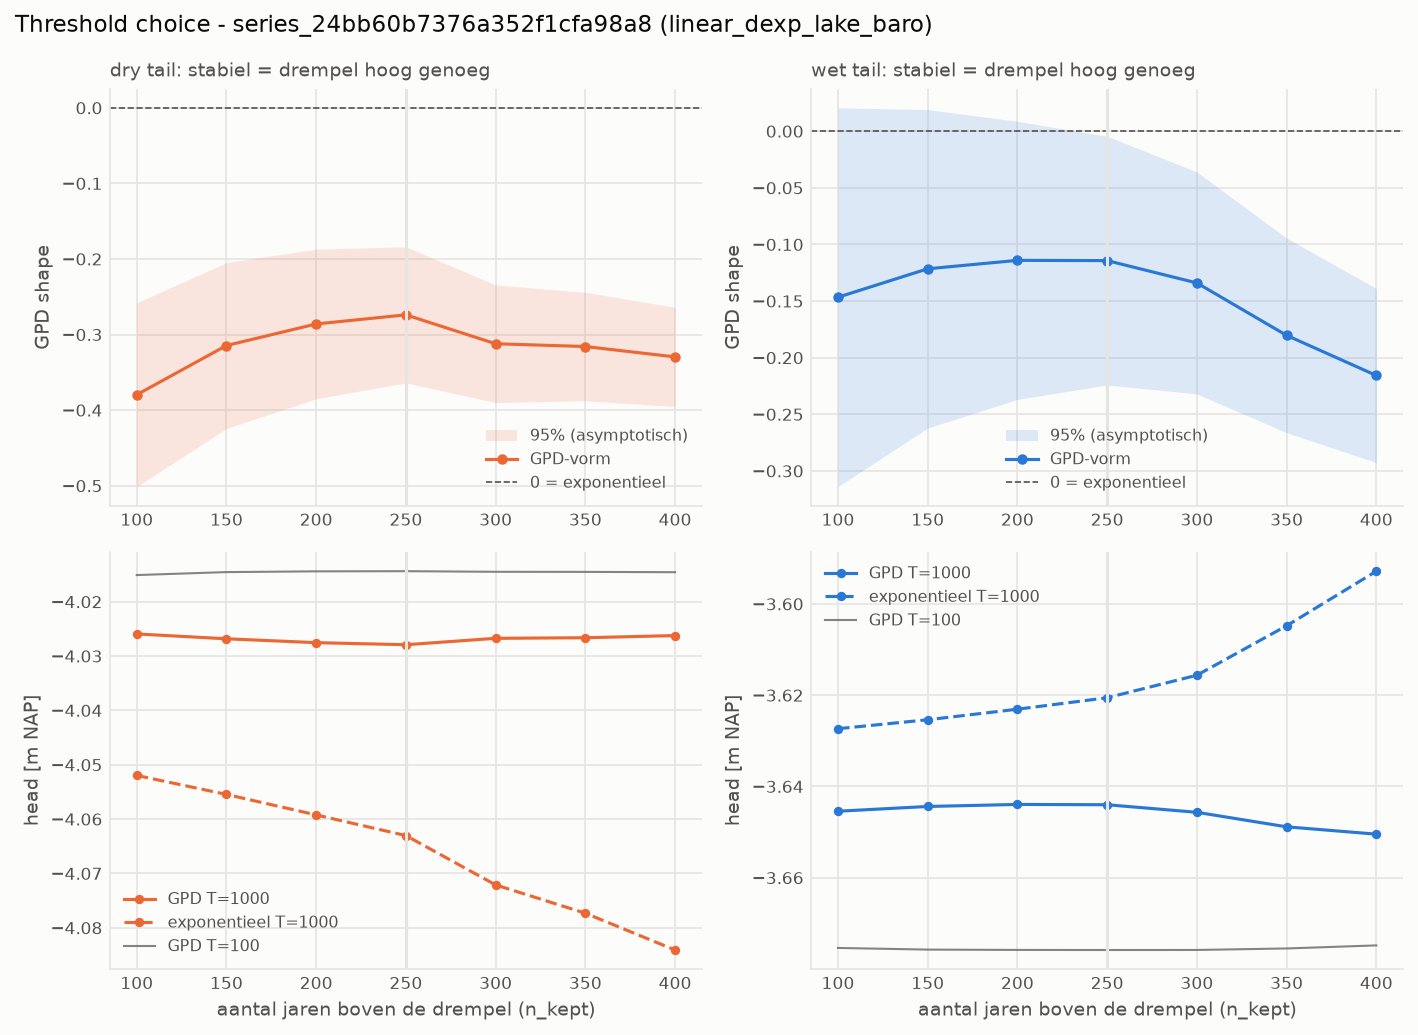 Threshold choice - series_24bb60b7376a352f1cfa98a8 (linear_dexp_lake_baro)
dry tail: stabiel = drempel hoog genoeg
GPD shape
0.0
−0.1
−0.2
−0.3
−0.4
−0.5
95% (asymptotisch)
GPD-vorm
0 = exponentieel
100 150 200 250 300 350 400
wet tail: stabiel = drempel hoog genoeg
GPD shape
0.00
−0.05
−0.10
−0.15
−0.20
−0.25
−0.30
95% (asymptotisch)
GPD-vorm
0 = exponentieel
100 150 200 250 300 350 400
head [m NAP]
−4.02
−4.03
−4.04
−4.05
−4.06
−4.07
−4.08
GPD T=1000
exponentieel T=1000
GPD T=100
100 150 200 250 300 350 400
aantal jaren boven de drempel (n_kept)
head [m NAP]
−3.60
−3.62
−3.64
−3.66
GPD T=1000
exponentieel T=1000
GPD T=100
100 150 200 250 300 350 400
aantal jaren boven de drempel (n_kept)